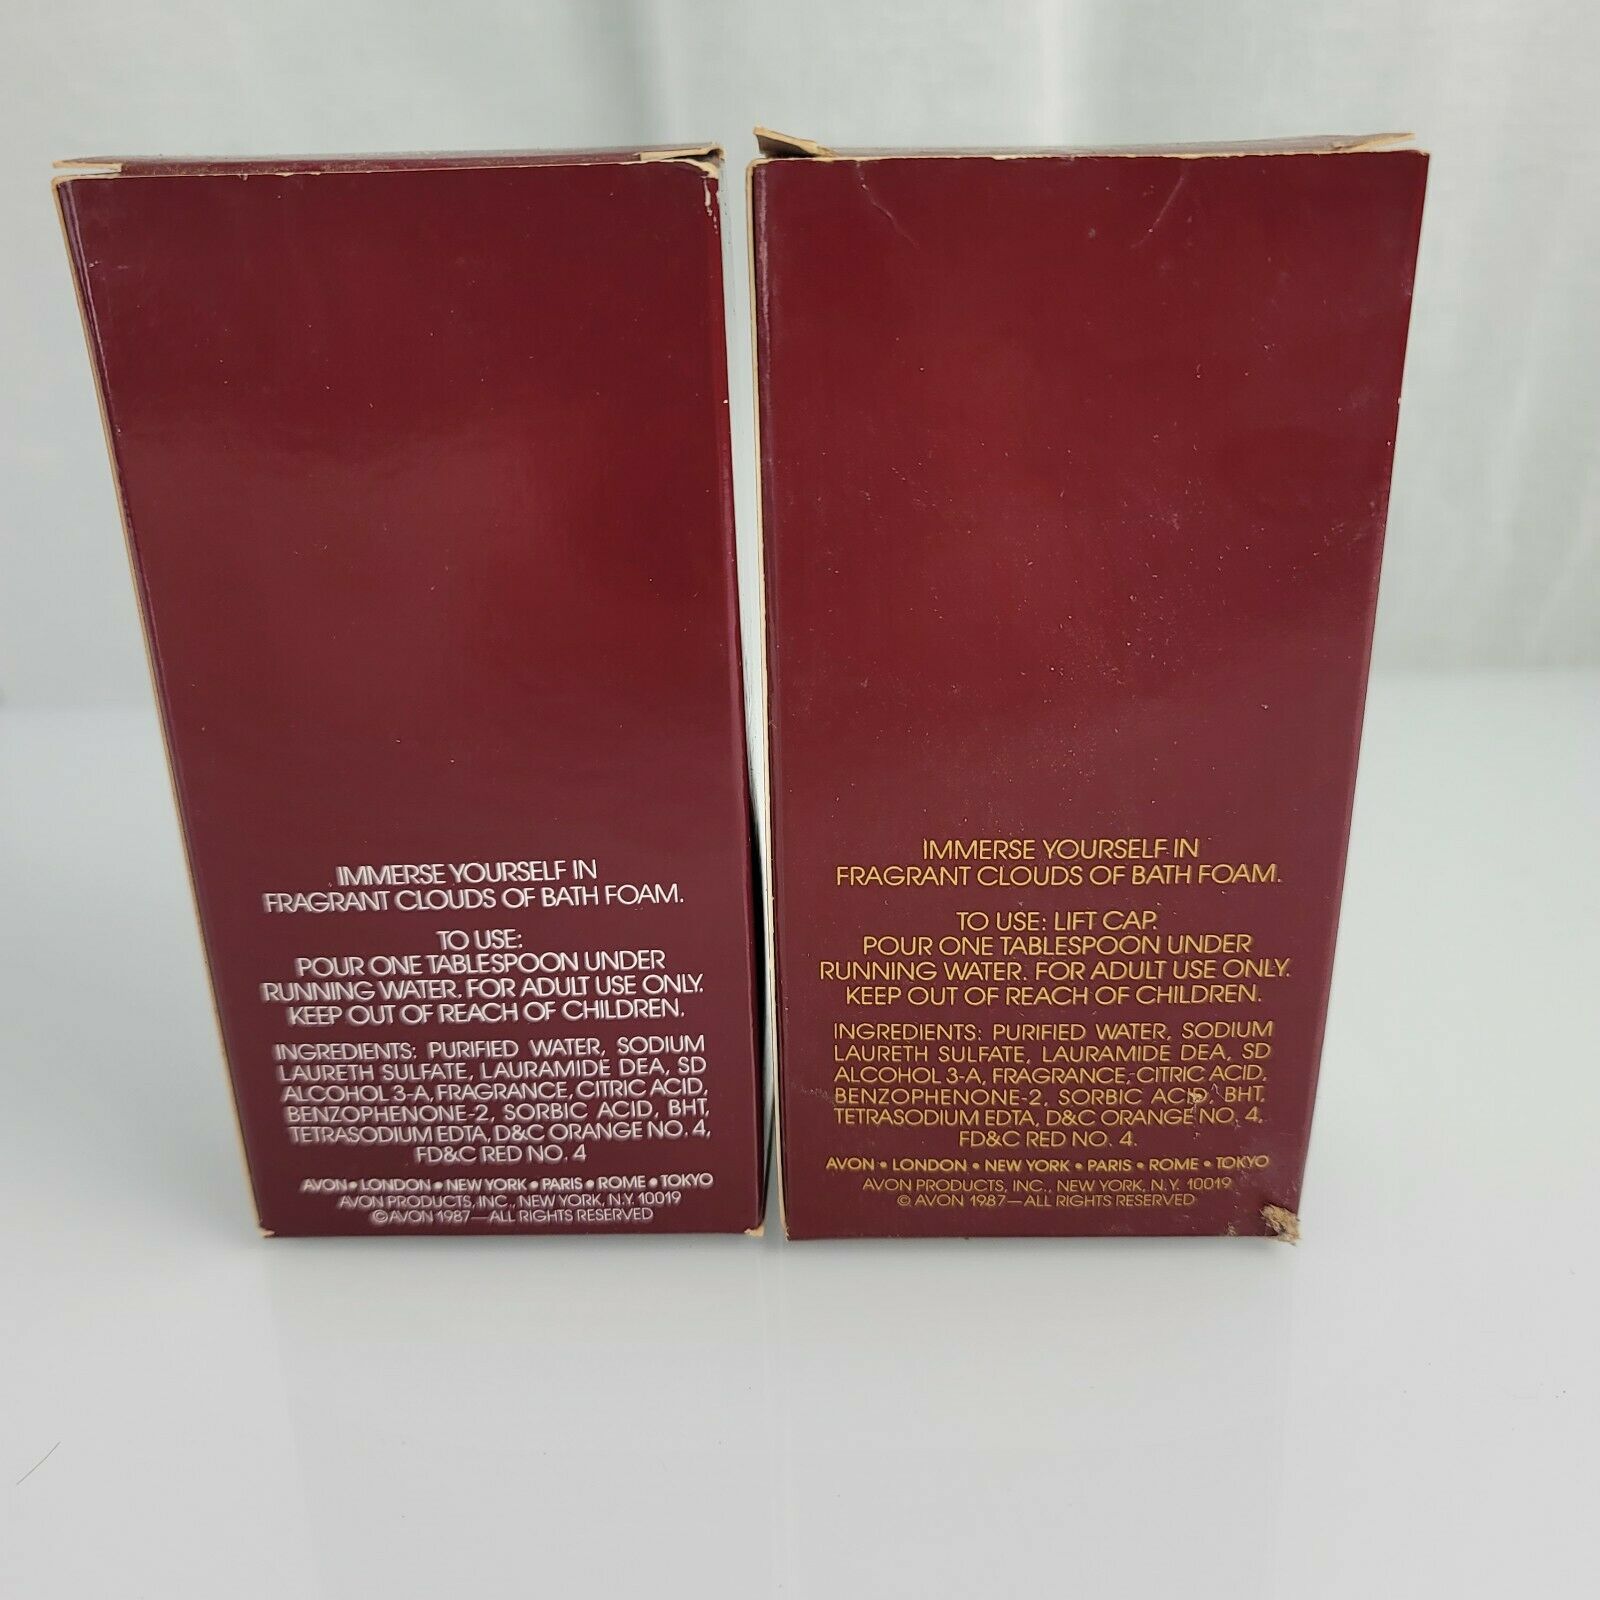 IMMERSE YOURSELF IN
FRAGRANT CLOUDS OF BATH FOAM.
TO USE:
POUR ONE TABLESPOON UNDER
RUNNING WATER. FOR ADULT USE ONLY.
KEEP OUT OF REACH OF CHILDREN.
INGREDIENTS: PURIFIED WATER, SODIUM
LAURETH SULFATE, LAURAMIDE DEA, SD
ALCOHOL 3-A, FRAGRANCE, CITRIC ACID,
BENZOPHENONE-2, SORBIC ACID, BHT,
TETRASODIUM EDTA, D&C ORANGE NO. 4,
FD&C RED NO. 4
AVON • LONDON • NEW YORK • PARIS • ROME • TOKYO
AVON PRODUCTS, INC., NEW YORK, N.Y. 10019
© AVON 1987—ALL RIGHTS RESERVED
IMMERSE YOURSELF IN
FRAGRANT CLOUDS OF BATH FOAM.
TO USE: LIFT CAP.
POUR ONE TABLESPOON UNDER
RUNNING WATER. FOR ADULT USE ONLY.
KEEP OUT OF REACH OF CHILDREN.
INGREDIENTS: PURIFIED WATER, SODIUM
LAURETH SULFATE, LAURAMIDE DEA, SD
ALCOHOL 3-A, FRAGRANCE, CITRIC ACID,
BENZOPHENONE-2, SORBIC ACID, BHT,
TETRASODIUM EDTA, D&C ORANGE NO. 4,
FD&C RED NO. 4.
AVON • LONDON • NEW YORK • PARIS • ROME • TOKYO
AVON PRODUCTS, INC., NEW YORK, N.Y. 10019
© AVON 1987—ALL RIGHTS RESERVED